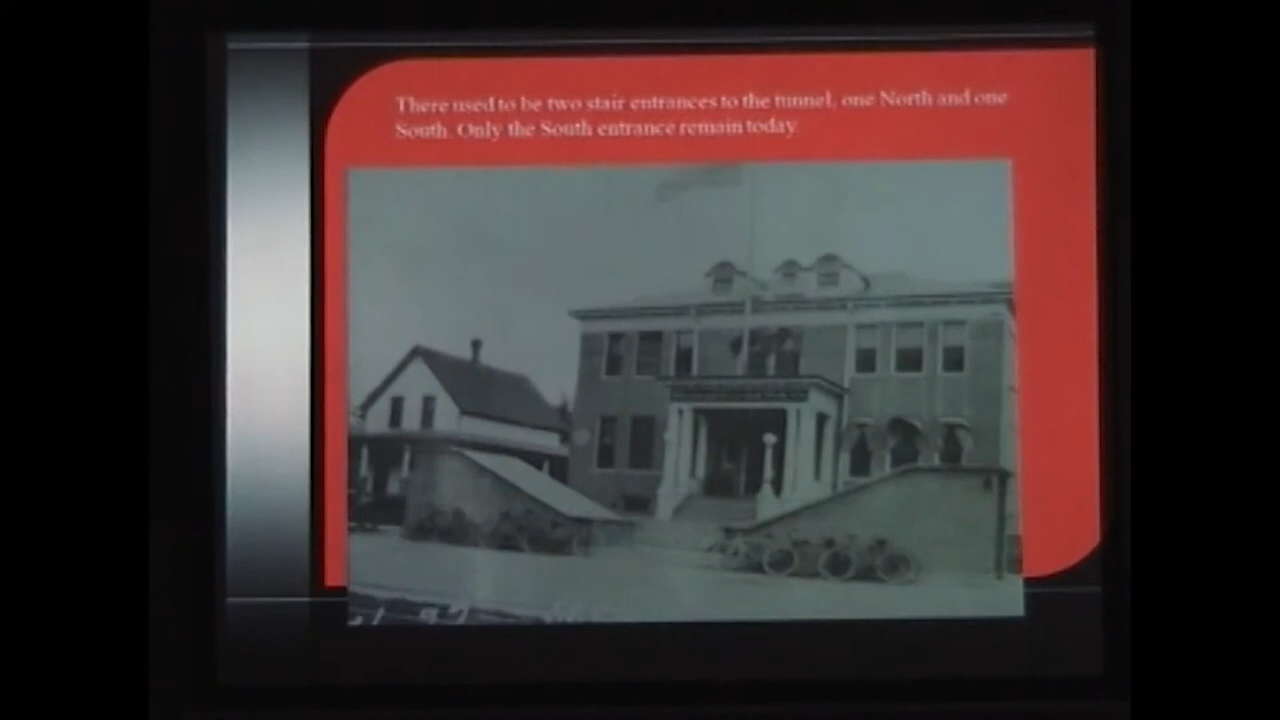 There used to be two stair entrances to the tunnel, one North and one
South. Only the South entrance remain today.